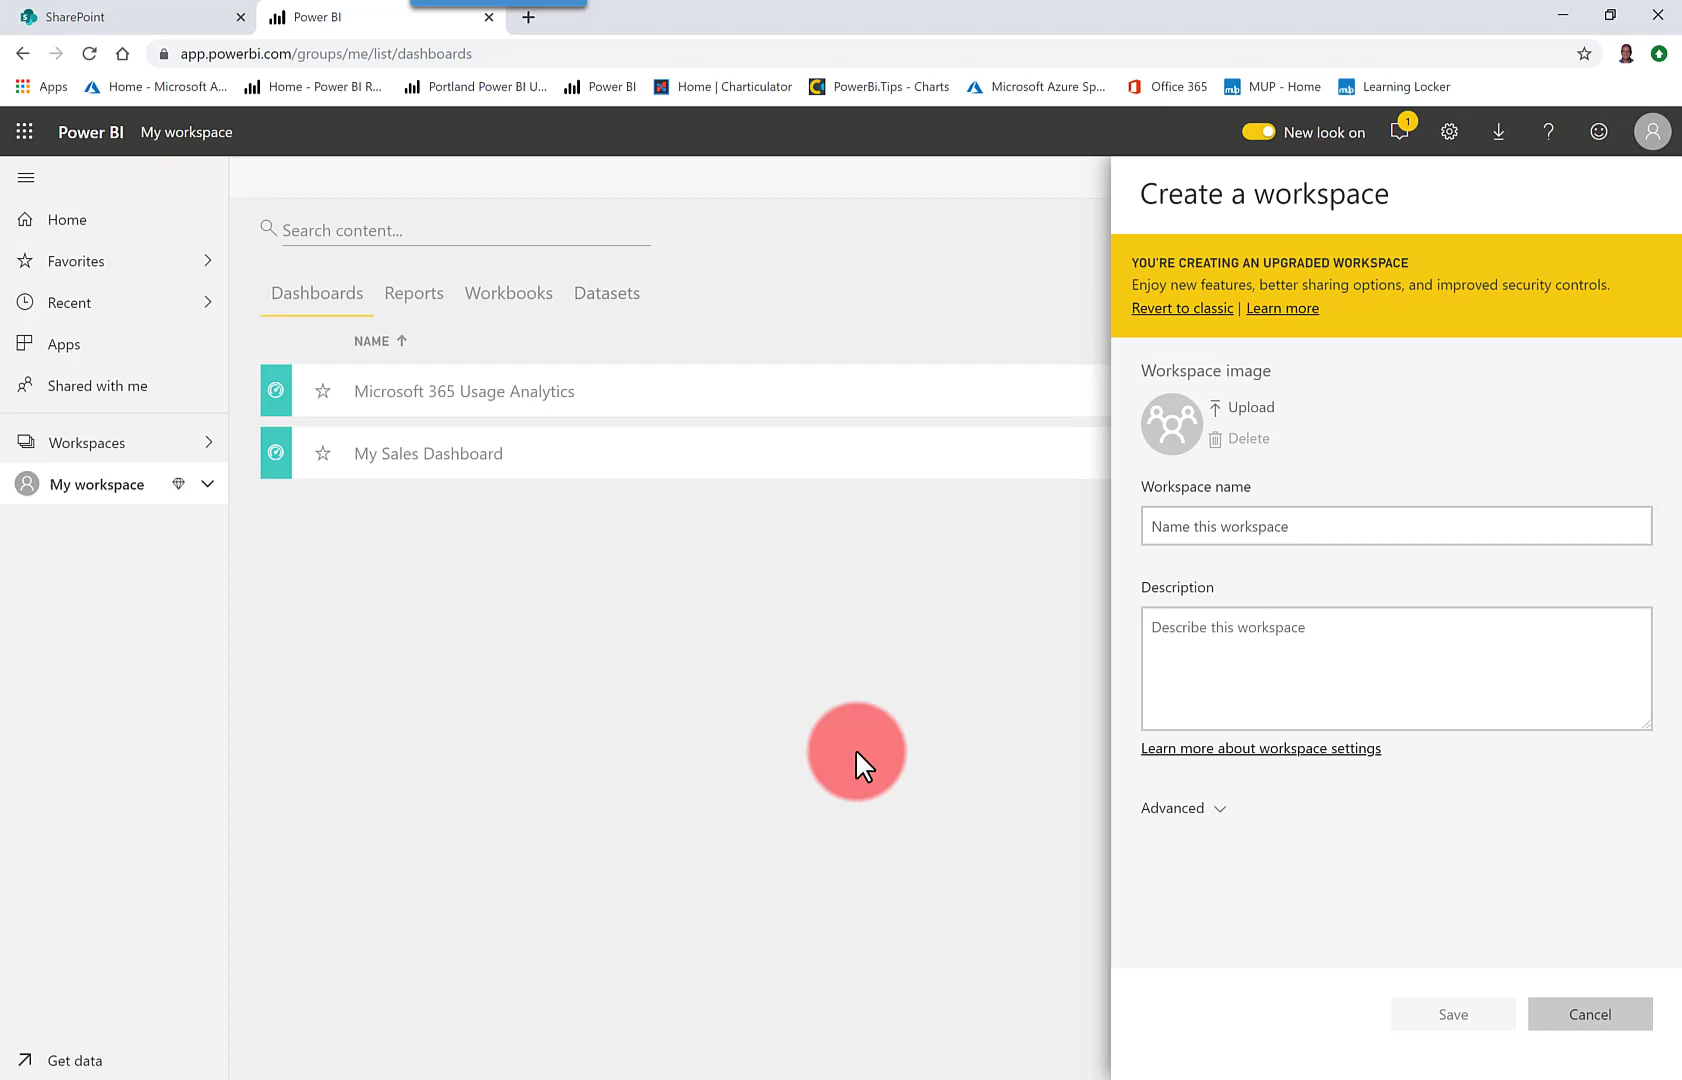 SharePoint
Power BI
app.powerbi.com/groups/me/list/dashboards
Apps
Home - Microsoft A...
Home - Power BI R...
Portland Power BI U...
Power BI
Home | Charticulator
PowerBi.Tips - Charts
Microsoft Azure Sp...
Office 365
MUP - Home
Learning Locker
Power BI
My workspace
New look on
1
Home
Favorites
Recent
Apps
Shared with me
Workspaces
My workspace
Get data
Search content...
Dashboards
Reports
Workbooks
Datasets
NAME
Microsoft 365 Usage Analytics
My Sales Dashboard
Create a workspace
YOU'RE CREATING AN UPGRADED WORKSPACE
Enjoy new features, better sharing options, and improved security controls.
Revert to classic | Learn more
Workspace image
Upload
Delete
Workspace name
Name this workspace
Description
Describe this workspace
Learn more about workspace settings
Advanced
Save
Cancel